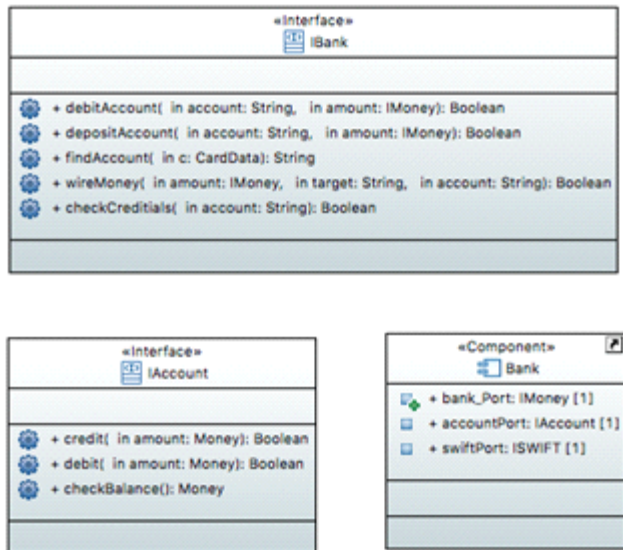 «Interface»
IBank
+ debitAccount( in account: String, in amount: IMoney): Boolean
+ depositAccount( in account: String, in amount: IMoney): Boolean
+ findAccount( in c: CardData): String
+ wireMoney( in amount: IMoney, in target: String, in account: String): Boolean
+ checkCreditials( in account: String): Boolean
«Interface»
IAccount
+ credit( in amount: Money): Boolean
+ debit( in amount: Money): Boolean
+ checkBalance(): Money
«Component»
Bank
+ bank_Port: IMoney [1]
+ accountPort: IAccount [1]
+ swiftPort: ISWIFT [1]